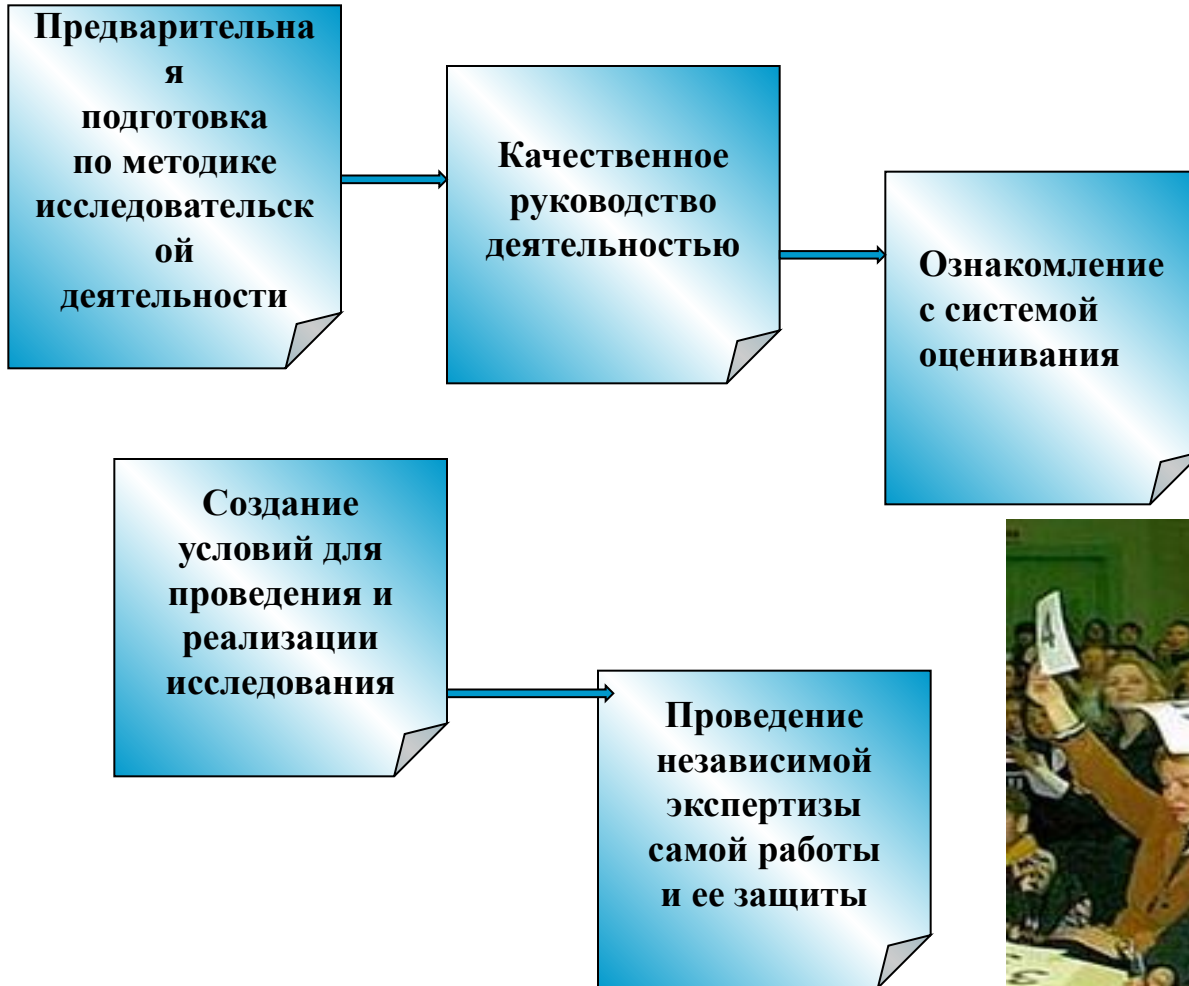 Предварительна
я
подготовка
по методике
исследовательск
ой
деятельности
Качественное
руководство
деятельностью
Ознакомление
с системой
оценивания
Создание
условий для
проведения и
реализации
исследования
Проведение
независимой
экспертизы
самой работы
и ее защиты
4